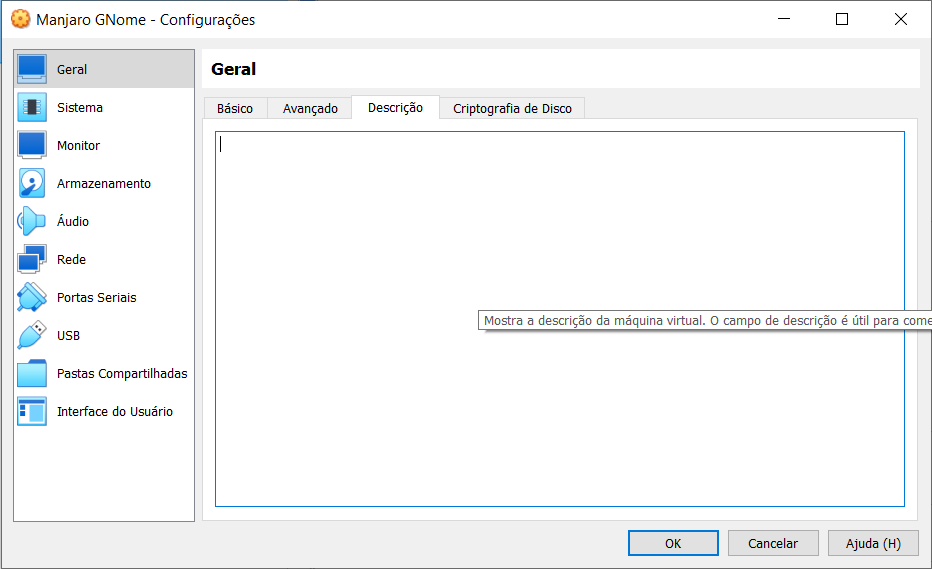 Manjaro GNome - Configurações
Geral
Sistema
Monitor
Armazenamento
Áudio
Rede
Portas Seriais
USB
Pastas Compartilhadas
Interface do Usuário
Geral
Básico
Avançado
Descrição
Criptografia de Disco
Mostra a descrição da máquina virtual. O campo de descrição é útil para come
OK
Cancelar
Ajuda (H)